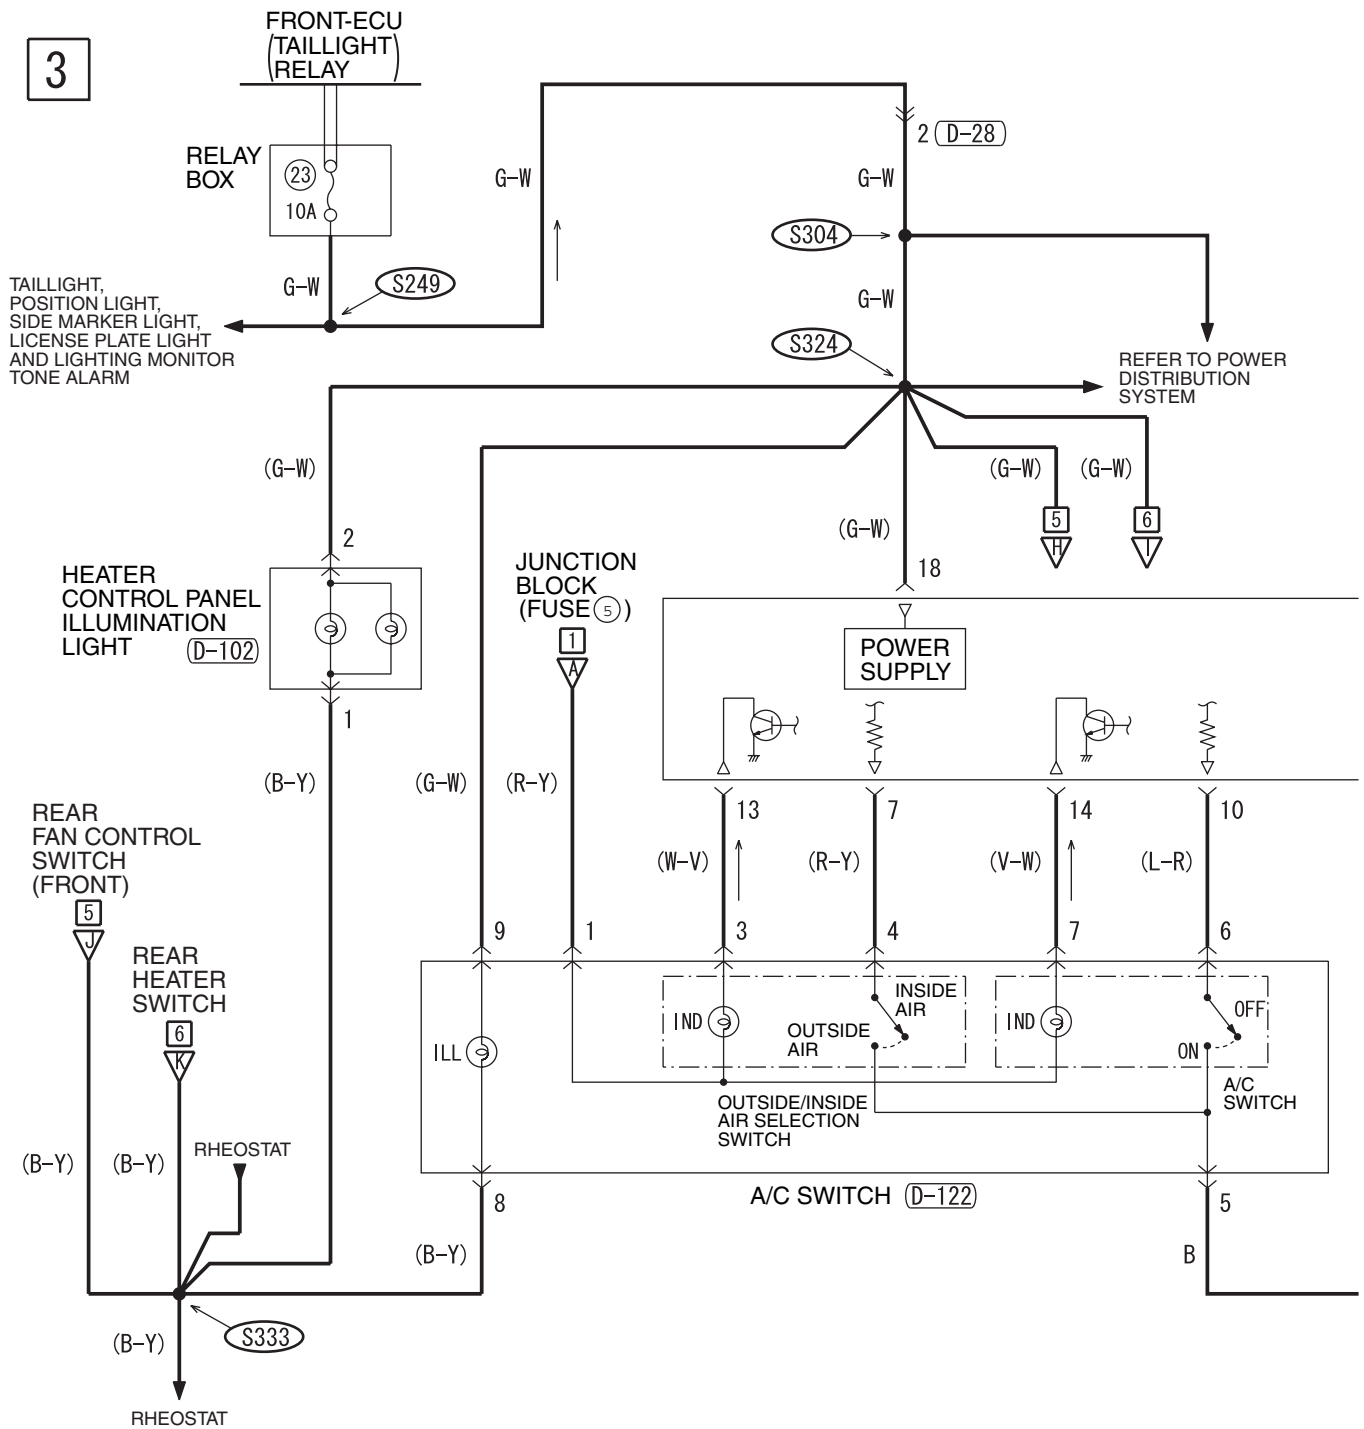 3
FRONT-ECU
(TAILLIGHT
RELAY)
RELAY
BOX
23
10A
G-W
S249
TAILLIGHT,
POSITION LIGHT,
SIDE MARKER LIGHT,
LICENSE PLATE LIGHT
AND LIGHTING MONITOR
TONE ALARM
G-W
2 D-28
G-W
S304
G-W
S324
REFER TO POWER
DISTRIBUTION
SYSTEM
(G-W)
(G-W)
(G-W)
5
H
6
I
(G-W)
18
2
HEATER
CONTROL PANEL
ILLUMINATION
LIGHT D-102
1
JUNCTION
BLOCK
(FUSE 5)
1
A
POWER
SUPPLY
(B-Y)
(G-W)
(R-Y)
13
7
14
10
(W-V)
(R-Y)
(V-W)
(L-R)
REAR
FAN CONTROL
SWITCH
(FRONT)
5
J
REAR
HEATER
SWITCH
6
K
9
1
3
4
7
6
ILL
IND
INSIDE
AIR
OUTSIDE
AIR
IND
OFF
ON
A/C
SWITCH
OUTSIDE/INSIDE
AIR SELECTION
SWITCH
(B-Y)
(B-Y)
RHEOSTAT
A/C SWITCH D-122
8
5
(B-Y)
B
S333
(B-Y)
RHEOSTAT